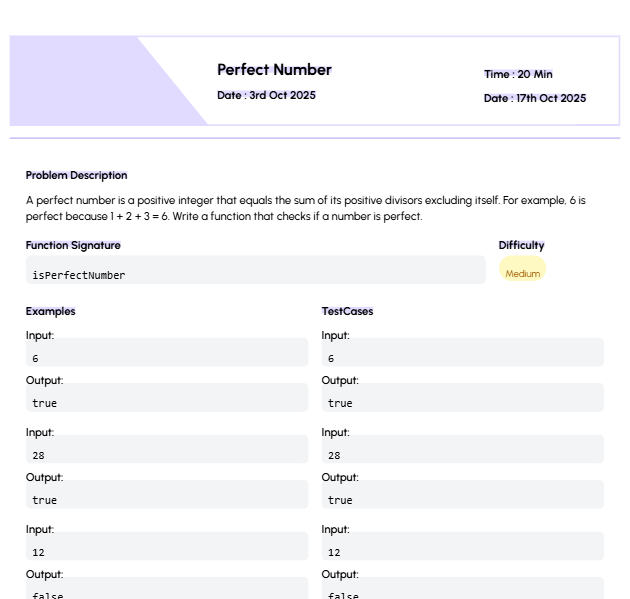 Perfect Number
Time : 20 Min
Date : 3rd Oct 2025
Date : 17th Oct 2025
Problem Description
A perfect number is a positive integer that equals the sum of its positive divisors excluding itself. For example, 6 is
perfect because 1 + 2 + 3 = 6. Write a function that checks if a number is perfect.
Function Signature
Difficulty
isPerfectNumber
Medium
Examples
TestCases
Input:
Input:
6
6
Output:
Output:
true
true
Input:
Input:
28
28
Output:
Output:
true
true
Input:
Input:
12
12
Output:
Output:
false
false